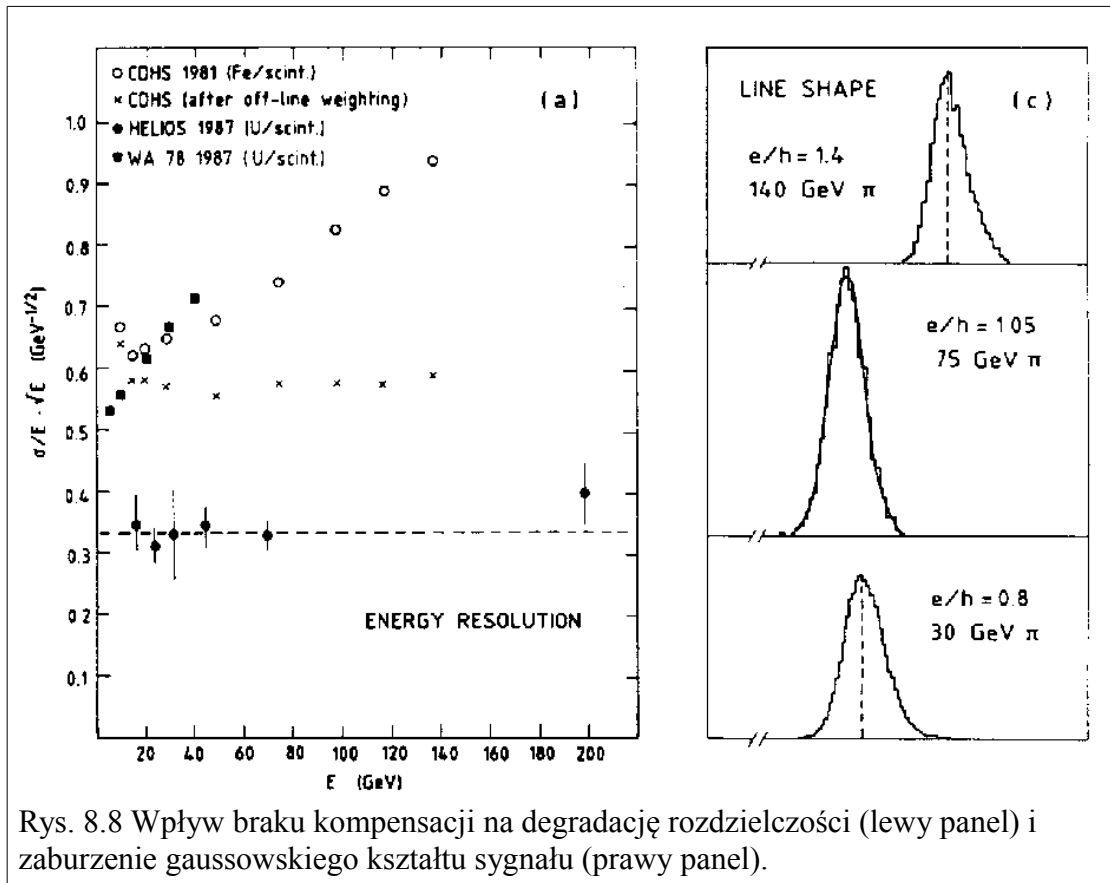 ○ CDHS 1981 (Fe/scint.)
× CDHS (after off-line weighting)
● HELIOS 1987 (U/scint.)
■ WA 78 1987 (U/scint.)
(a)
1.0
0.9
0.8
0.7
0.6
0.5
0.4
0.3
0.2
0.1
σ/E · √E (GeV⁻¹/²)
ENERGY RESOLUTION
20 40 60 80 100 120 140 160 180 200
E (GeV)
LINE SHAPE (c)
e/h = 1.4
140 GeV π
e/h = 1.05
75 GeV π
e/h = 0.8
30 GeV π
Rys. 8.8 Wpływ braku kompensacji na degradację rozdzielczości (lewy panel) i
zaburzenie gaussowskiego kształtu sygnału (prawy panel).